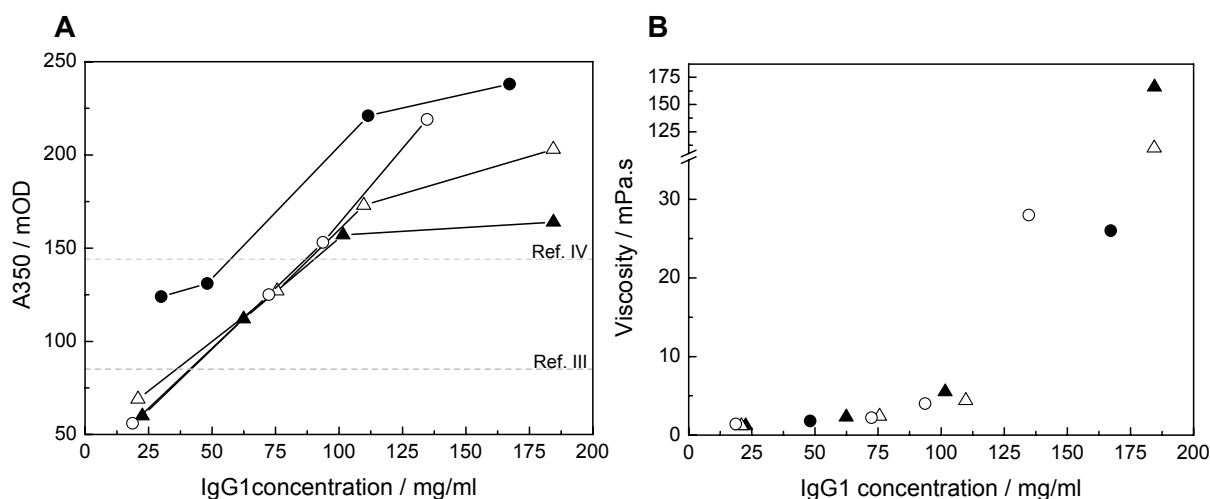 A
250
200
150
100
50
A350 / mOD
Ref. IV
Ref. III
0 25 50 75 100 125 150 175 200
IgG1concentration / mg/ml
B
175
150
125
30
20
10
0
Viscosity / mPa.s
0 25 50 75 100 125 150 175 200
IgG1 concentration / mg/ml